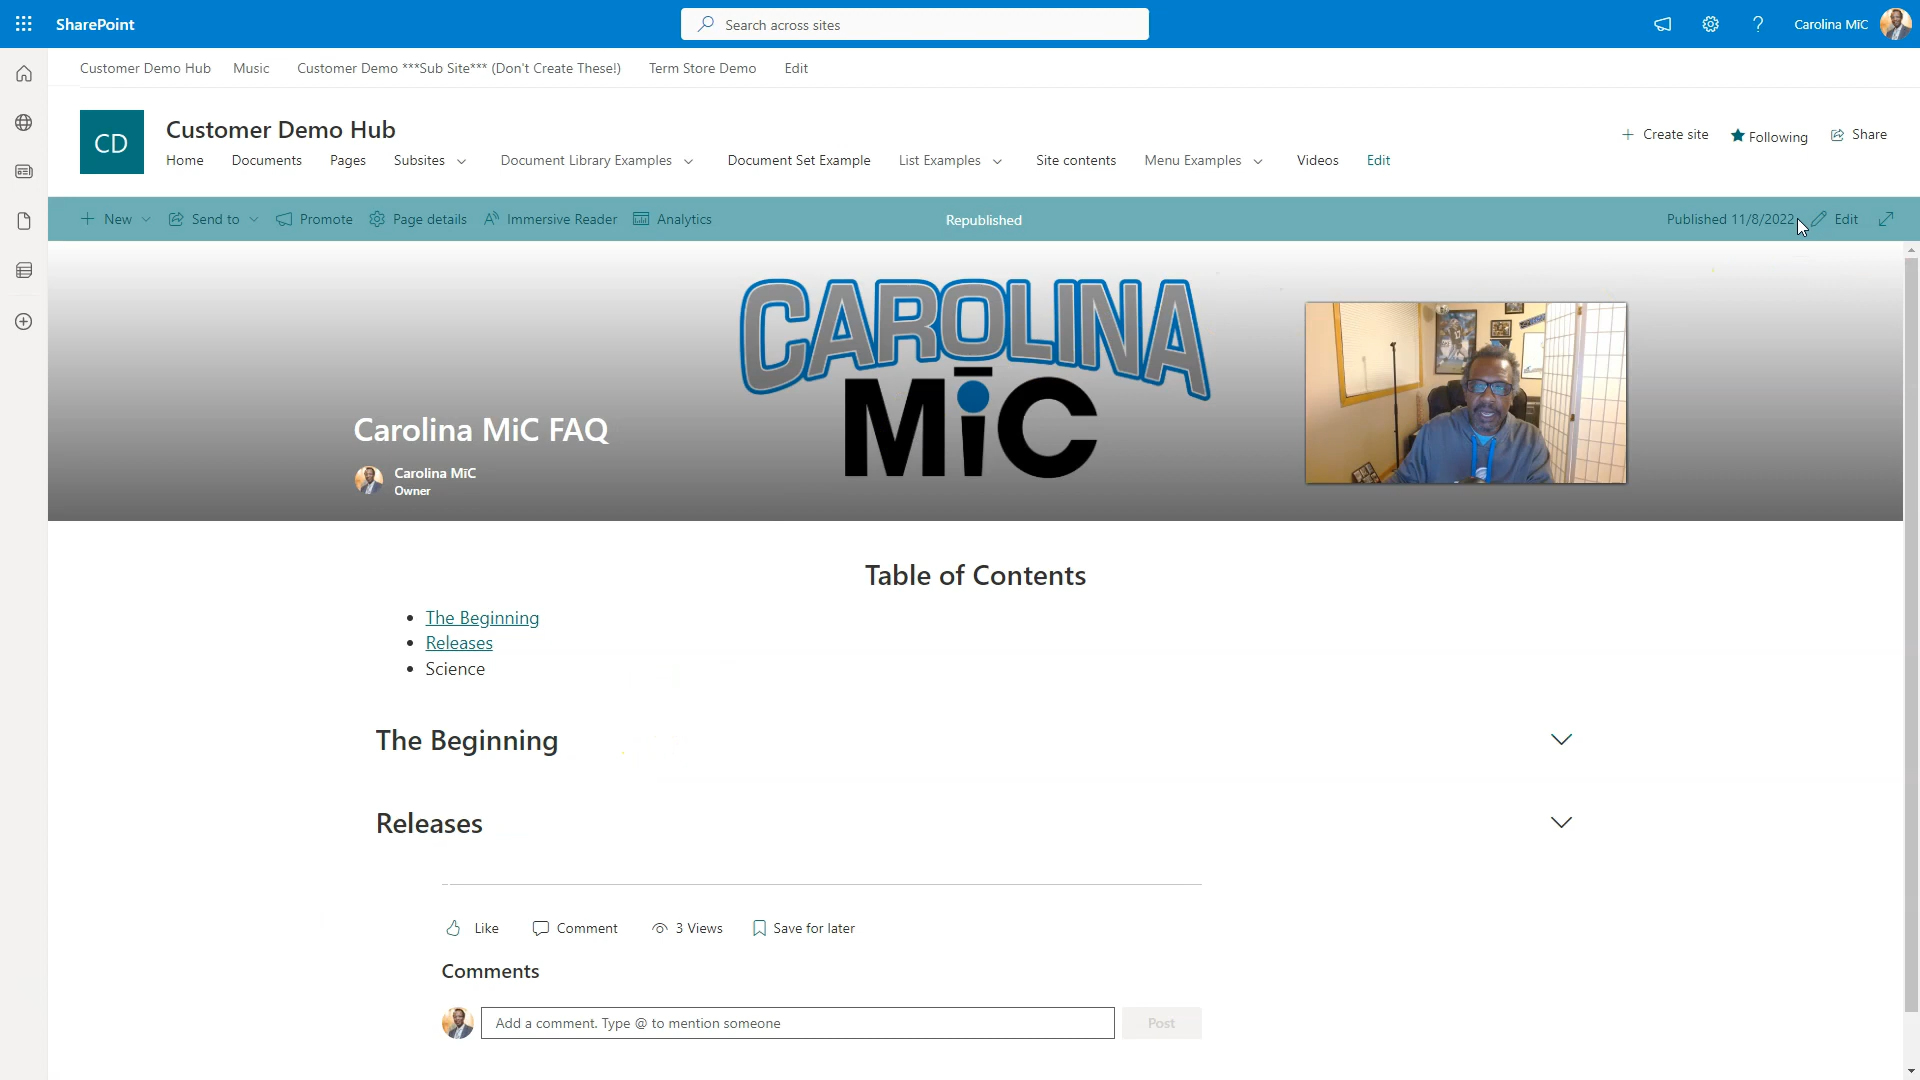 SharePoint
Search across sites
Carolina MiC
Customer Demo Hub Music Customer Demo ***Sub Site*** (Don't Create These!) Term Store Demo Edit
CD
Customer Demo Hub
Create site Following Share
Home Documents Pages Subsites Document Library Examples Document Set Example List Examples Site contents Menu Examples Videos Edit
New Send to Promote Page details Immersive Reader Analytics Republished Published 11/8/2022 Edit
CAROLINA
MiC
Carolina MiC FAQ
Carolina MiC
Owner
Table of Contents
• The Beginning
• Releases
• Science
The Beginning
Releases
Like Comment 3 Views Save for later
Comments
Add a comment. Type @ to mention someone Post